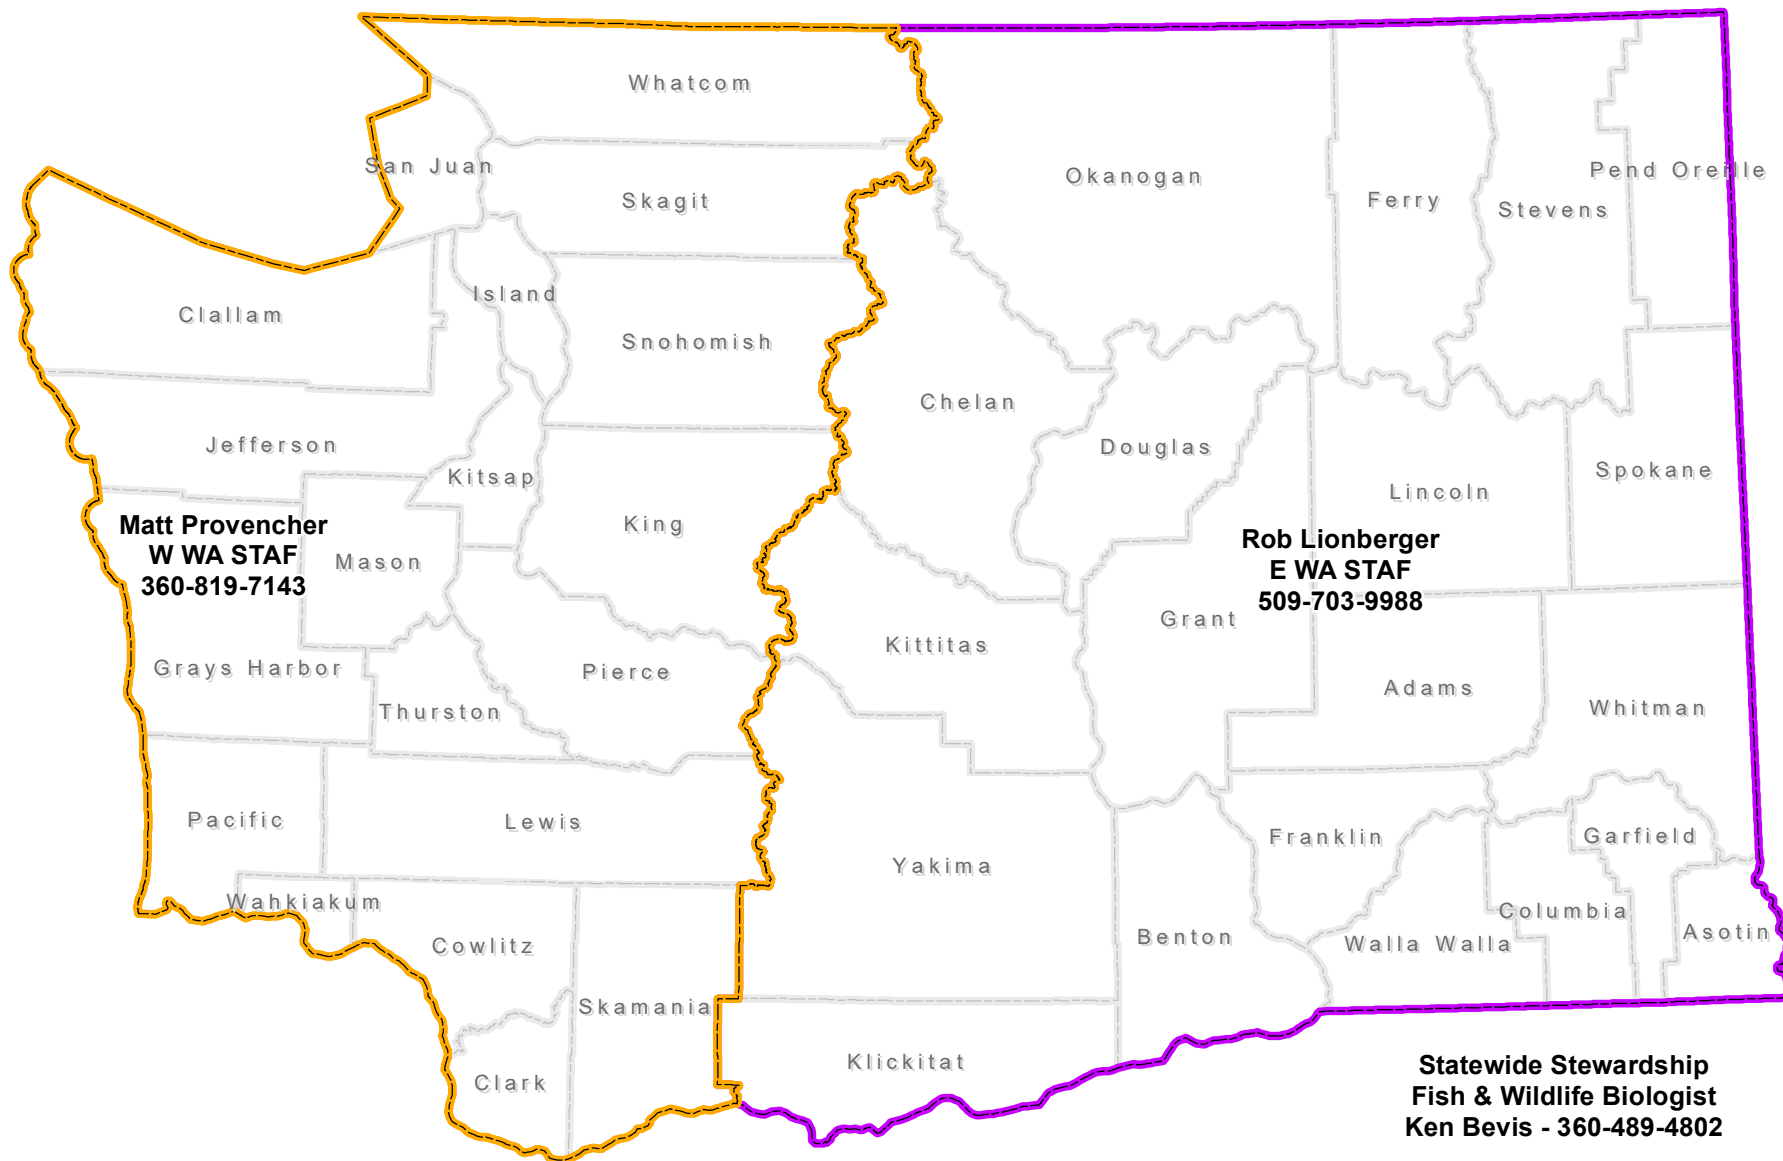 Whatcom
San Juan
Skagit
Okanogan
Ferry
Stevens
Pend Oreille
Clallam
Island
Snohomish
Chelan
Douglas
Jefferson
Kitsap
King
Lincoln
Spokane
Matt Provencher
W WA STAF
360-819-7143
Mason
Rob Lionberger
E WA STAF
509-703-9988
Grant
Kittitas
Grays Harbor
Pierce
Thurston
Adams
Whitman
Pacific
Lewis
Yakima
Franklin
Garfield
Wahkiakum
Cowlitz
Benton
Walla Walla
Columbia
Asotin
Skamania
Klickitat
Clark
Statewide Stewardship
Fish & Wildlife Biologist
Ken Bevis - 360-489-4802